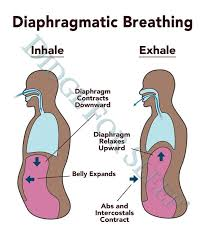 Diaphragmatic Breathing
Inhale
Exhale
Diaphragm
Contracts
Downward
Diaphragm
Relaxes
Upward
Belly Expands
Abs and
Intercostals
Contract